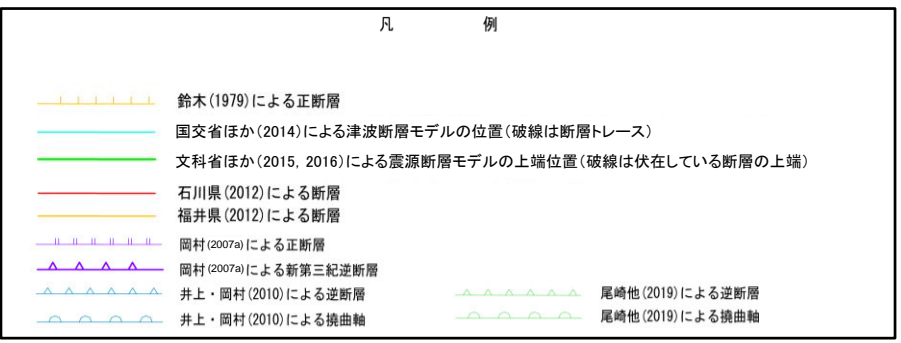 凡　例
鈴木(1979)による正断層
国交省ほか(2014)による津波断層モデルの位置(破線は断層トレース)
文科省ほか(2015, 2016)による震源断層モデルの上端位置(破線は伏在している断層の上端)
石川県(2012)による断層
福井県(2012)による断層
岡村(2007a)による正断層
岡村(2007a)による新第三紀逆断層
井上・岡村(2010)による逆断層
尾崎他(2019)による逆断層
井上・岡村(2010)による撓曲軸
尾崎他(2019)による撓曲軸